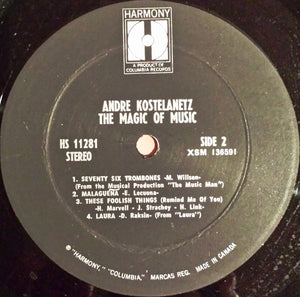 HARMONY
H
A PRODUCT OF
COLUMBIA RECORDS
ANDRE KOSTELANETZ
THE MAGIC OF MUSIC
HS 11281 SIDE 2
STEREO XSM 136591
1. SEVENTY SIX TROMBONES -M. Willson-
(From the Musical Production "The Music Man")
2. MALAGUEÑA -E. Lecuona-
3. THESE FOOLISH THINGS (Remind Me Of You)
-H. Marvell - J. Strachey - H. Link-
4. LAURA -D. Raksin- (From "Laura")
® "HARMONY," "COLUMBIA," MARCAS REG. MADE IN CANADA